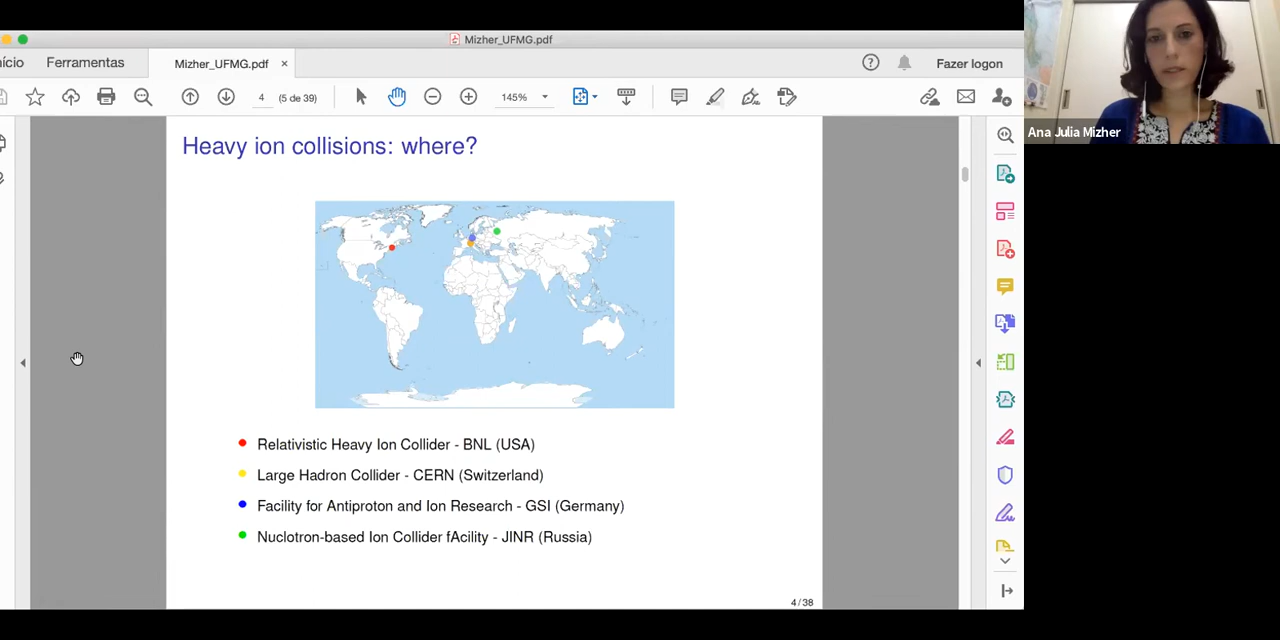 Mizher_UFMG.pdf
nício
Ferramentas
Mizher_UFMG.pdf ×
Fazer logon
4 (5 de 39)
145%
Heavy ion collisions: where?
Relativistic Heavy Ion Collider - BNL (USA)
Large Hadron Collider - CERN (Switzerland)
Facility for Antiproton and Ion Research - GSI (Germany)
Nuclotron-based Ion Collider fAcility - JINR (Russia)
4/38
Ana Julia Mizher